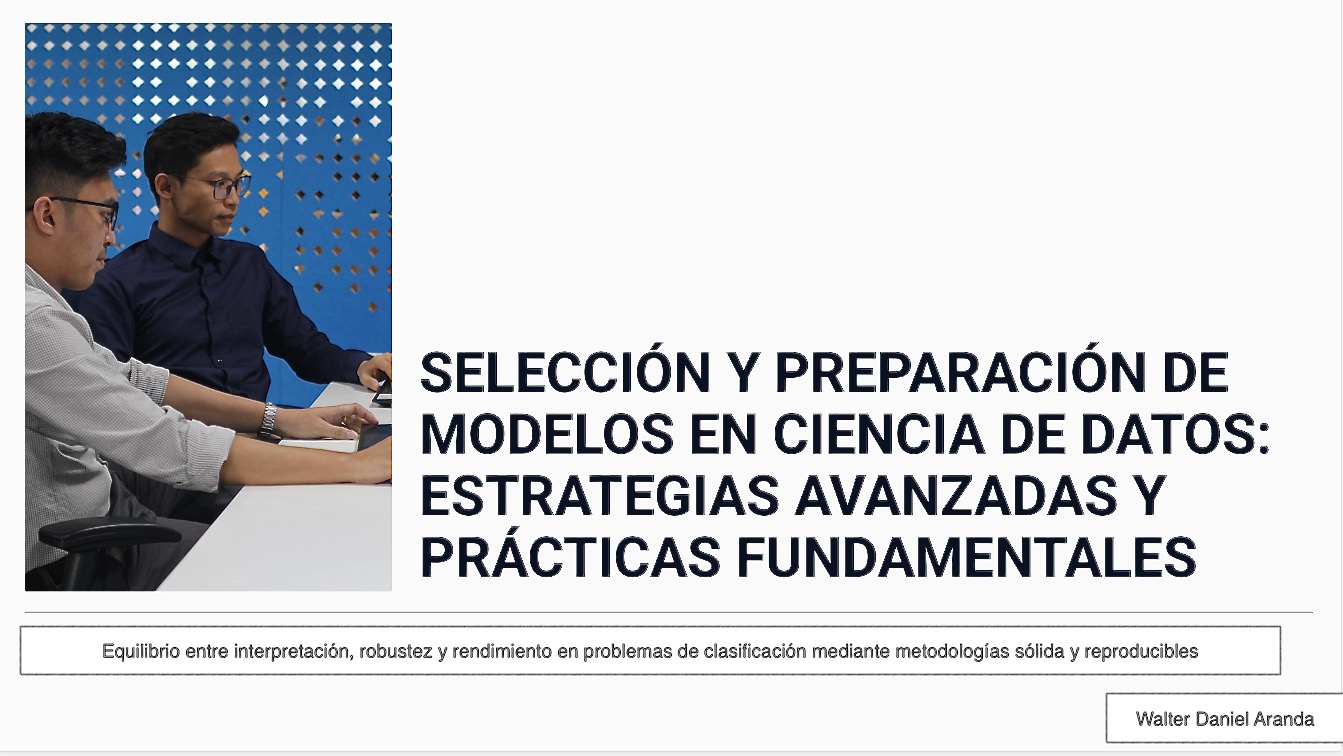 SELECCIÓN Y PREPARACIÓN DE
MODELOS EN CIENCIA DE DATOS:
ESTRATEGIAS AVANZADAS Y
PRÁCTICAS FUNDAMENTALES
Equilibrio entre interpretación, robustez y rendimiento en problemas de clasificación mediante metodologías sólida y reproducibles
Walter Daniel Aranda